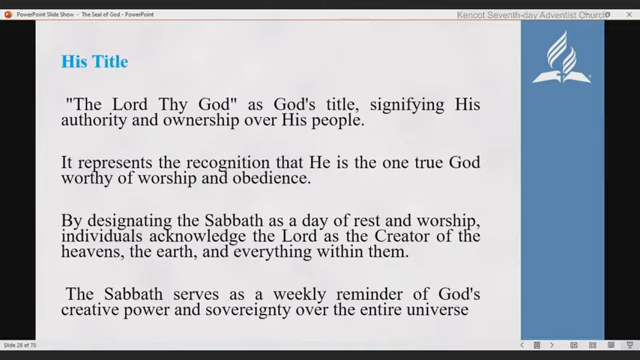 PowerPoint Slide Show - The Seal of God - PowerPoint
Kencot Seventh-day Adventist Church
His Title
"The Lord Thy God" as God's title, signifying His
authority and ownership over His people.
It represents the recognition that He is the one true God
worthy of worship and obedience.
By designating the Sabbath as a day of rest and worship,
individuals acknowledge the Lord as the Creator of the
heavens, the earth, and everything within them.
The Sabbath serves as a weekly reminder of God's
creative power and sovereignty over the entire universe
Slide 28 of 70